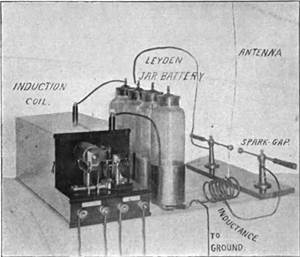 LEYDEN
JAR BATTERY
ANTENNA
INDUCTION
COIL.
SPARK-GAP.
INDUCTANCE
TO
GROUND.